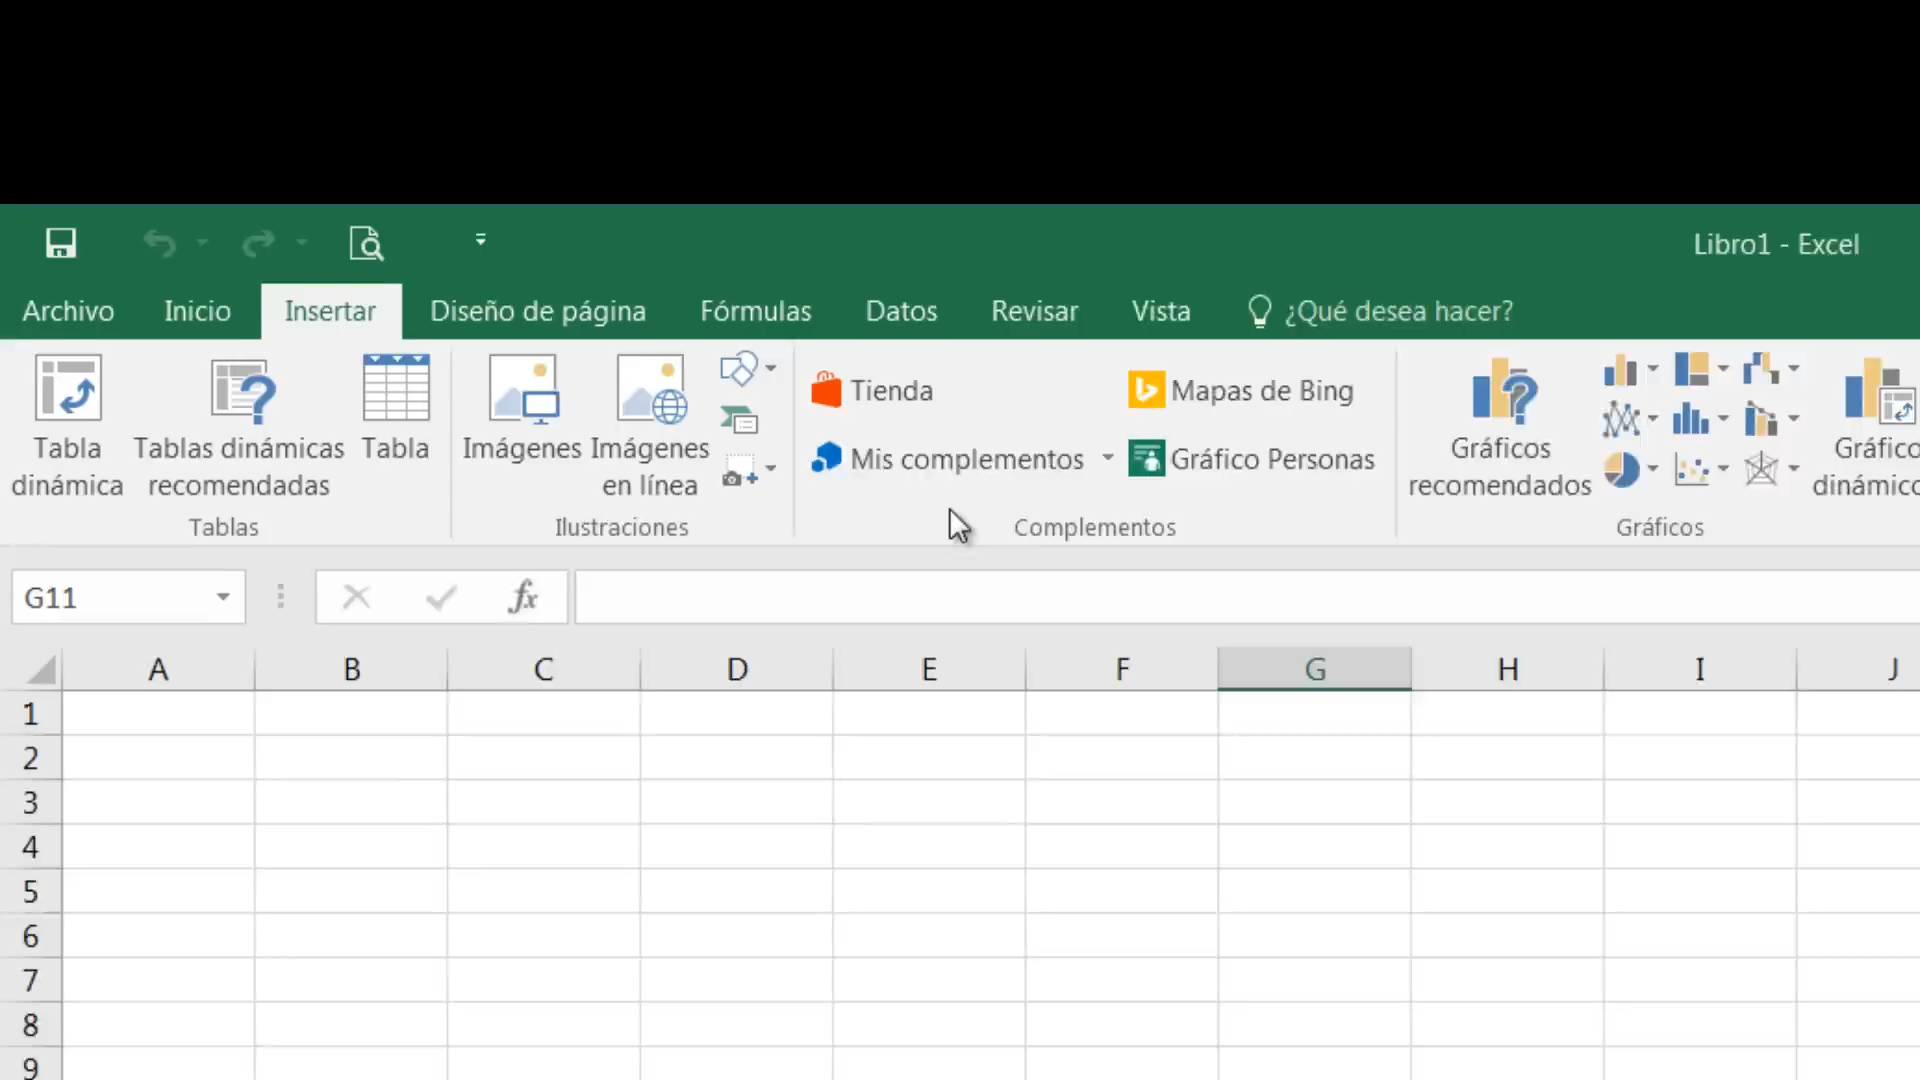 Libro1 - Excel
Archivo Inicio Insertar Diseño de página Fórmulas Datos Revisar Vista ¿Qué desea hacer?
Tabla dinámica
Tablas dinámicas recomendadas
Tabla
Tablas
Imágenes
Imágenes en línea
Ilustraciones
Tienda
Mis complementos
Mapas de Bing
Gráfico Personas
Complementos
Gráficos recomendados
Gráfico dinámico
Gráficos
G11
fx
A B C D E F G H I J
1
2
3
4
5
6
7
8
9